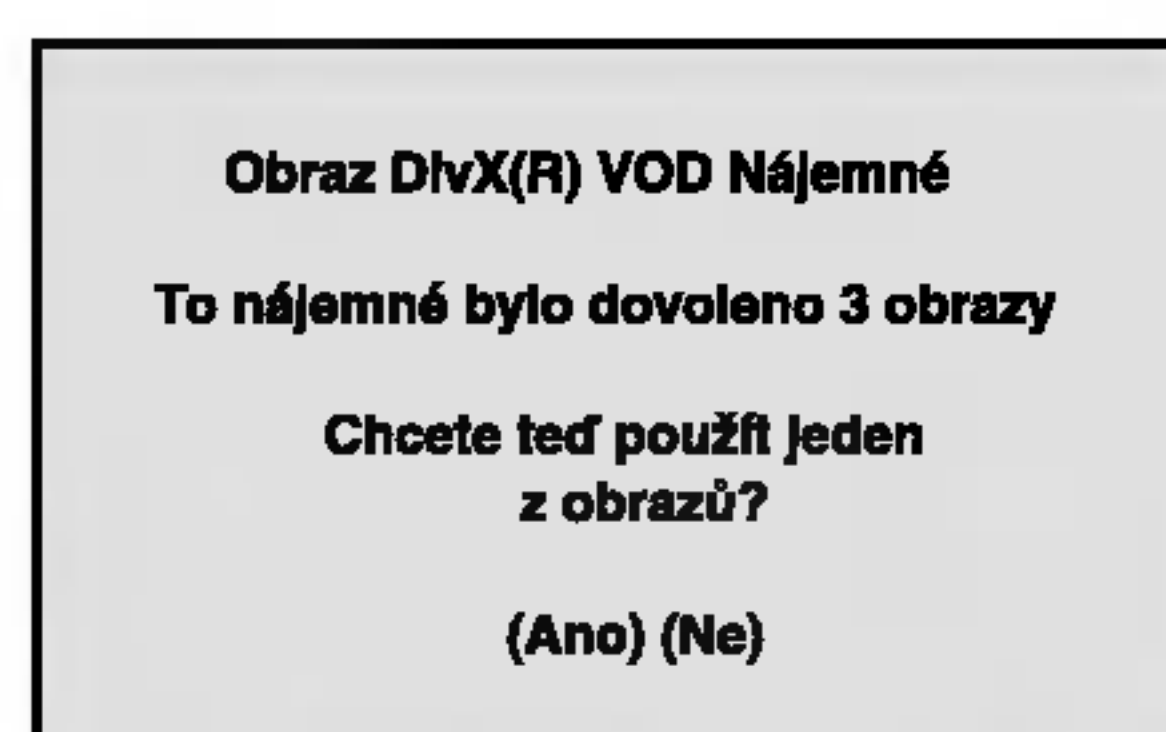 Obraz DivX(R) VOD Nájemné
To nájemné bylo dovoleno 3 obrazy
Chcete teď použít jeden
z obrazů?
(Ano) (Ne)